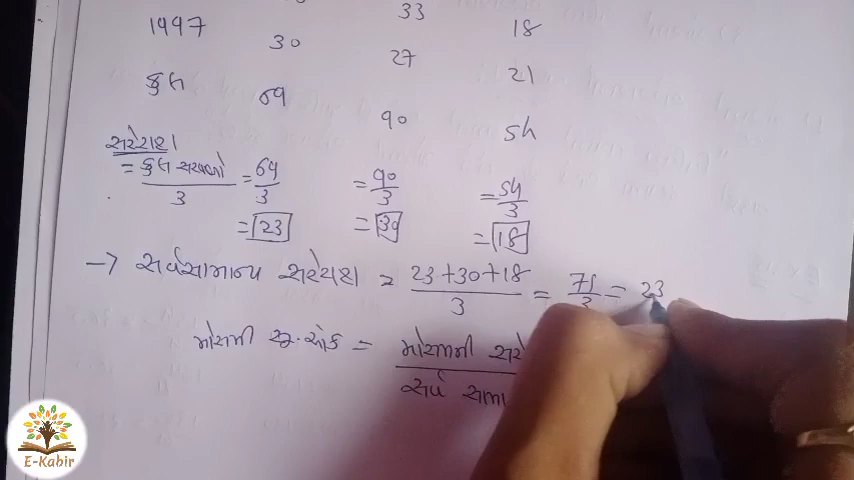 33
1997 30 27 18
કુલ 69 90 21
54
સરેરાશ
= કુલ સરવાળો / 3 = 69/3 = 90/3 = 54/3
= 23 = 30 = 18
→ સર્વસામાન્ય સરેરાશ = 23+30+18 / 3 = 71/3 = 23
મોસમી સૂ.આંક = મોસમની સરે / સર્વ સામા
E-Kabir